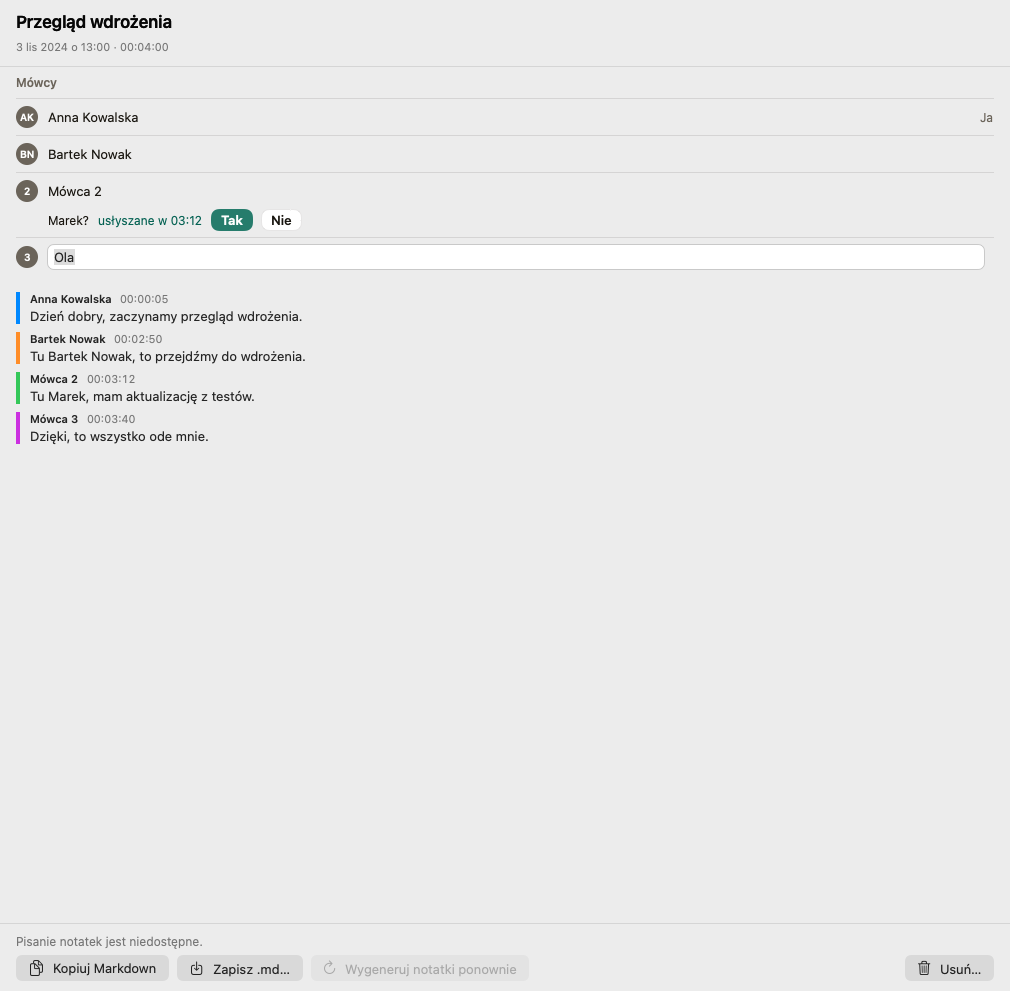 Przegląd wdrożenia
3 lis 2024 o 13:00 · 00:04:00
Mówcy
AK Anna Kowalska Ja
BN Bartek Nowak
2 Mówca 2
Marek? usłyszane w 03:12 Tak Nie
3 Ola
Anna Kowalska 00:00:05
Dzień dobry, zaczynamy przegląd wdrożenia.
Bartek Nowak 00:02:50
Tu Bartek Nowak, to przejdźmy do wdrożenia.
Mówca 2 00:03:12
Tu Marek, mam aktualizację z testów.
Mówca 3 00:03:40
Dzięki, to wszystko ode mnie.
Pisanie notatek jest niedostępne.
Kopiuj Markdown Zapisz .md... Wygeneruj notatki ponownie Usuń...